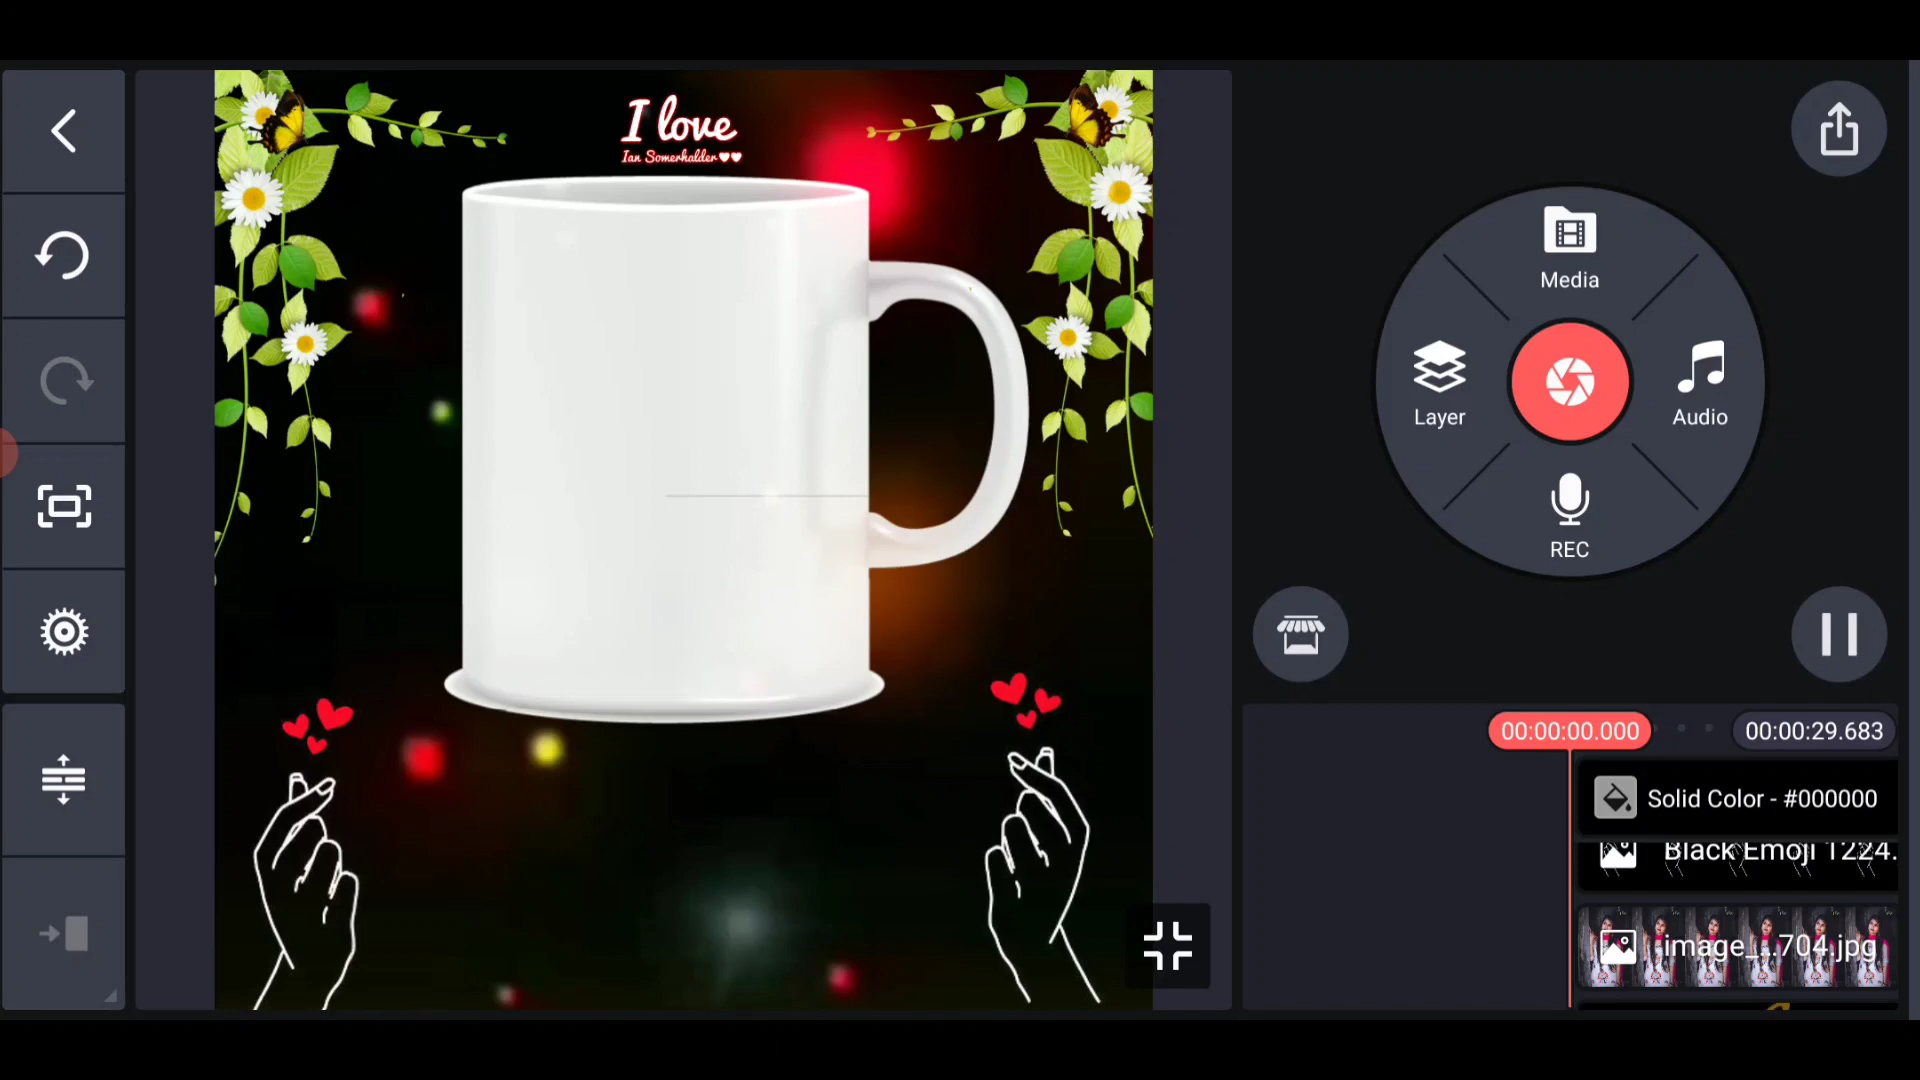 I love
Ian Somerhalder♥♥
Media
Layer
Audio
REC
00:00:00.000
00:00:29.683
Solid Color - #000000
Black Emoji 1224.
image_...704.jpg